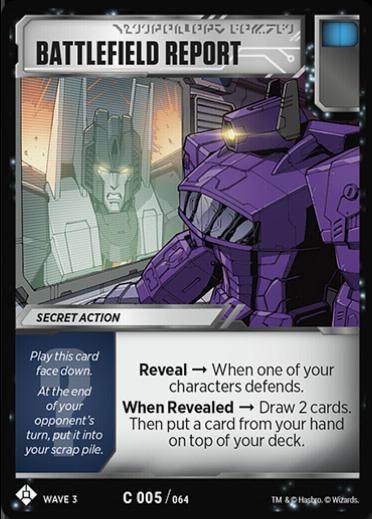 BATTLEFIELD REPORT
SECRET ACTION
Play this card
face down.
At the end
of your
opponent's
turn, put it into
your scrap pile.
Reveal → When one of your
characters defends.
When Revealed → Draw 2 cards.
Then put a card from your hand
on top of your deck.
WAVE 3
C 005/064
TM & © Hasbro. © Wizards.